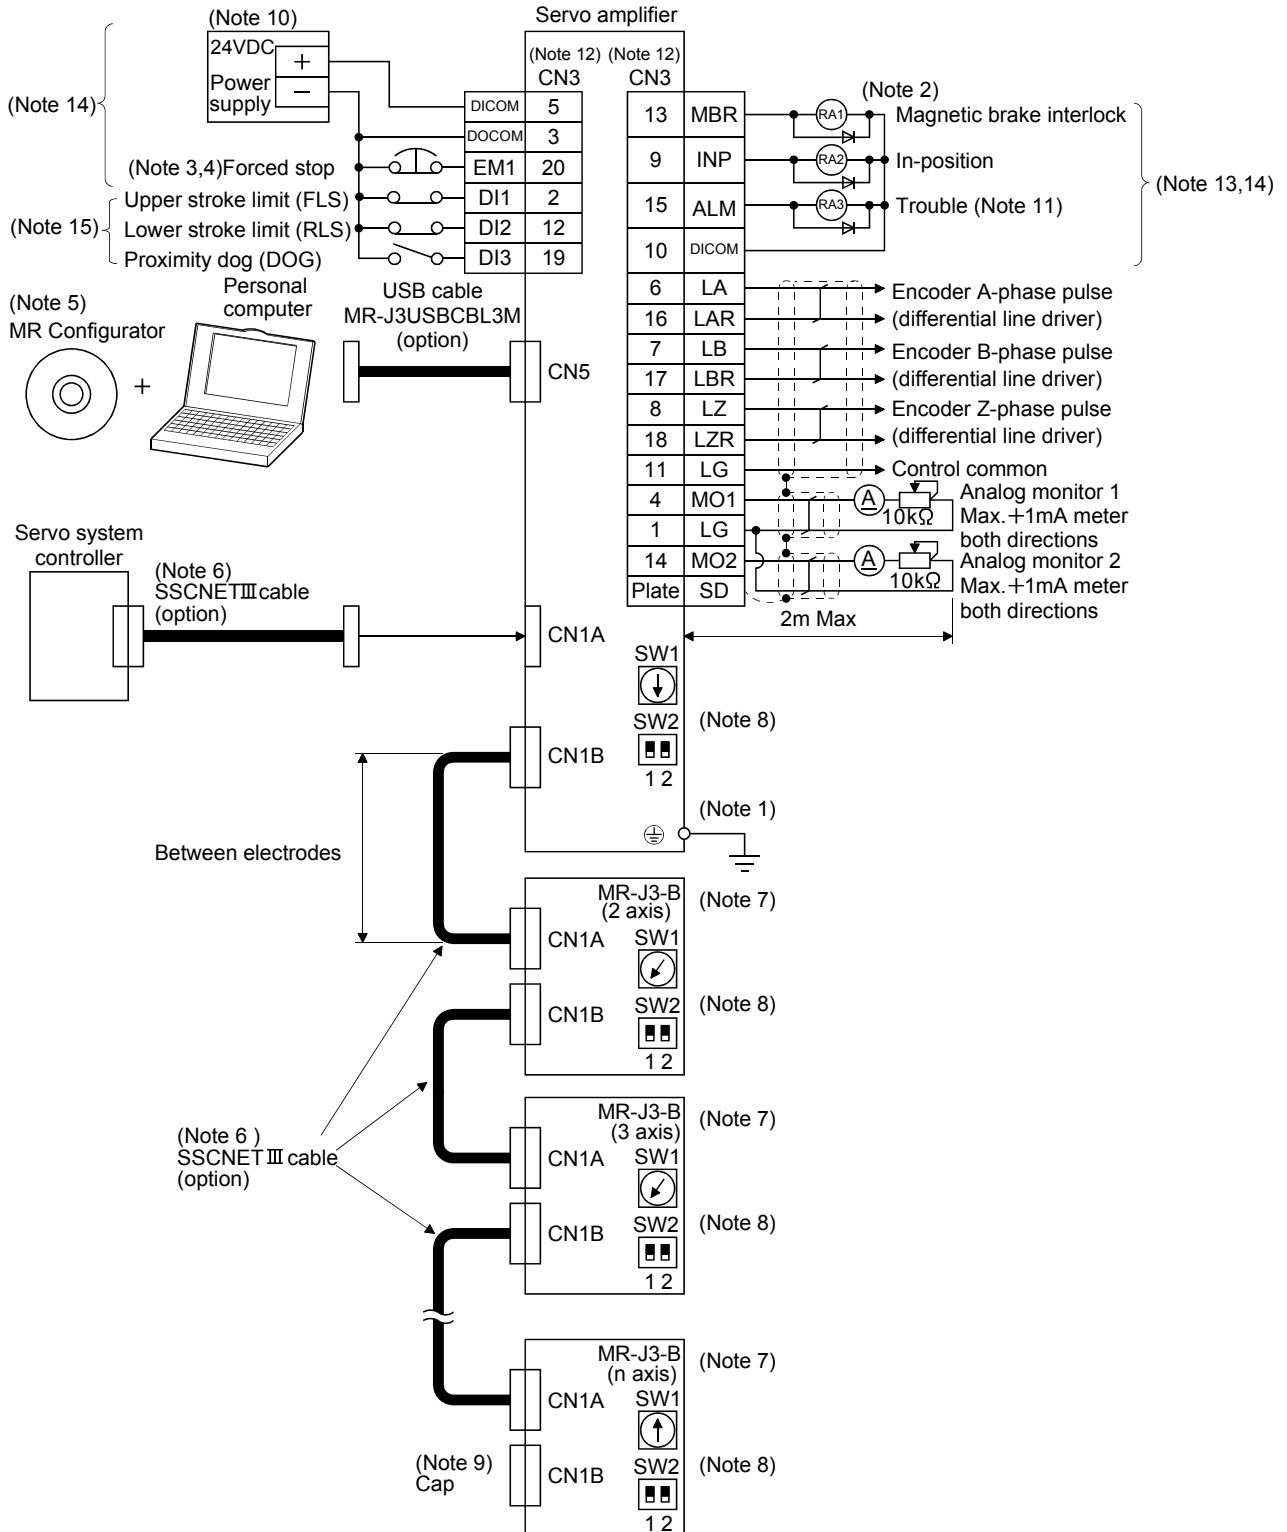 Servo amplifier
(Note 10)
24VDC
+
Power
supply
−
(Note 14)
(Note 12)
CN3
(Note 12)
CN3
DICOM 5
DOCOM 3
(Note 3,4)Forced stop EM1 20
Upper stroke limit (FLS) DI1 2
(Note 15)
Lower stroke limit (RLS) DI2 12
Proximity dog (DOG) DI3 19
13 MBR RA1
(Note 2)
Magnetic brake interlock
9 INP RA2 In-position
15 ALM RA3 Trouble (Note 11)
10 DICOM
(Note 13,14)
6 LA Encoder A-phase pulse
16 LAR (differential line driver)
7 LB Encoder B-phase pulse
17 LBR (differential line driver)
8 LZ Encoder Z-phase pulse
18 LZR (differential line driver)
11 LG Control common
4 MO1 A 10kΩ
Analog monitor 1
Max.+1mA meter
both directions
1 LG
14 MO2 A 10kΩ
Analog monitor 2
Max.+1mA meter
both directions
Plate SD
2m Max
(Note 5)
MR Configurator
+
Personal
computer
USB cable
MR-J3USBCBL3M
(option)
CN5
Servo system
controller
(Note 6)
SSCNETⅢ cable
(option)
CN1A
SW1
SW2
1 2
(Note 8)
CN1B
(Note 1)
Between electrodes
MR-J3-B
(2 axis)
(Note 7)
CN1A
SW1
CN1B
SW2
1 2
(Note 8)
(Note 6 )
SSCNETⅢ cable
(option)
MR-J3-B
(3 axis)
(Note 7)
CN1A
SW1
CN1B
SW2
1 2
(Note 8)
MR-J3-B
(n axis)
(Note 7)
CN1A
SW1
(Note 9)
Cap
CN1B
SW2
1 2
(Note 8)